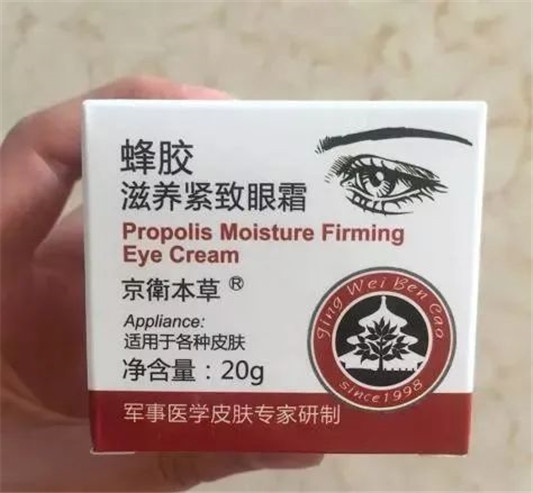 蜂胶
滋养紧致眼霜
Propolis Moisture Firming
Eye Cream
京衛本草®
Appliance:
适用于各种皮肤
净含量：20g
Jing Wei Ben Cao
since1998
军事医学皮肤专家研制